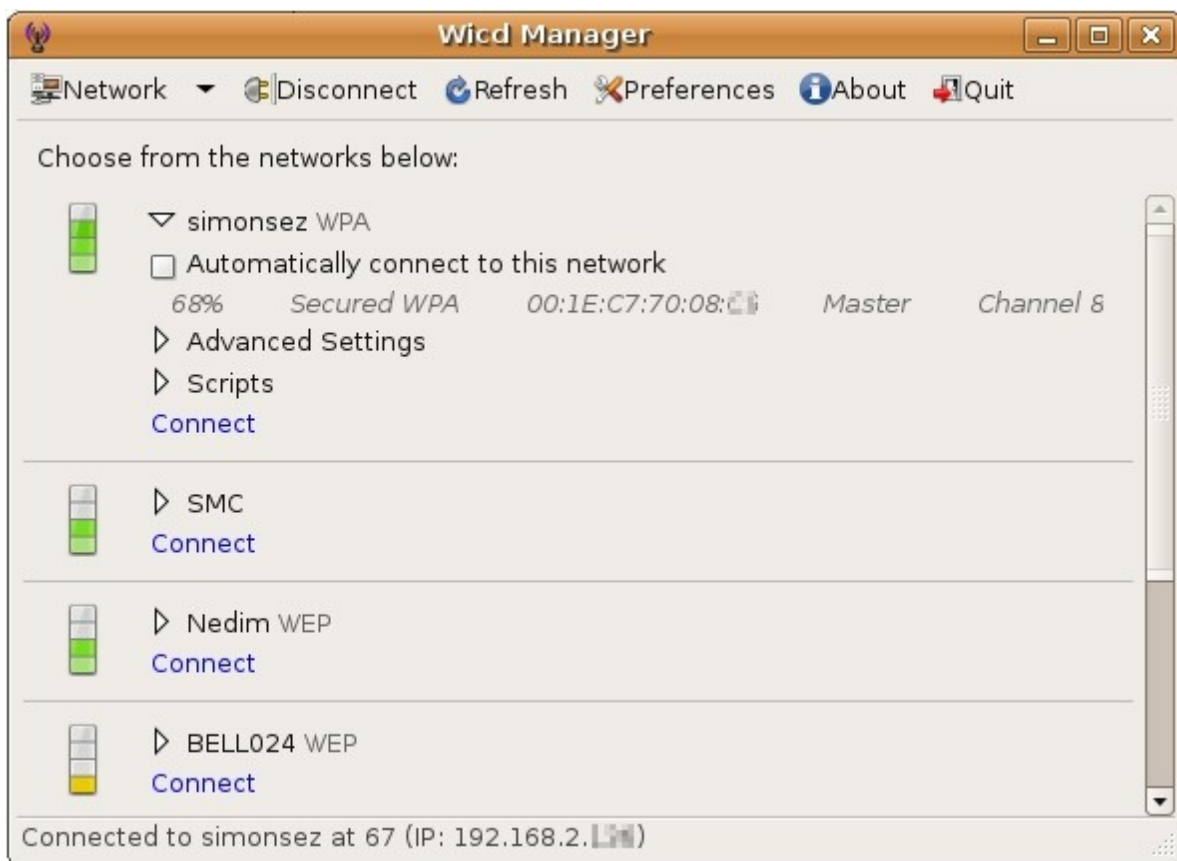 Wicd Manager
Network Disconnect Refresh Preferences About Quit
Choose from the networks below:
simonsez WPA
Automatically connect to this network
68% Secured WPA 00:1E:C7:70:08: Master Channel 8
Advanced Settings
Scripts
Connect
SMC
Connect
Nedim WEP
Connect
BELL024 WEP
Connect
Connected to simonsez at 67 (IP: 192.168.2. )